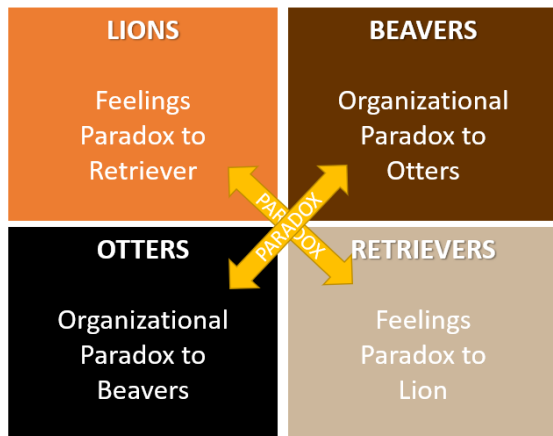 LIONS
Feelings
Paradox to
Retriever
BEAVERS
Organizational
Paradox to
Otters
PARADOX
PARADOX
OTTERS
Organizational
Paradox to
Beavers
RETRIEVERS
Feelings
Paradox to
Lion